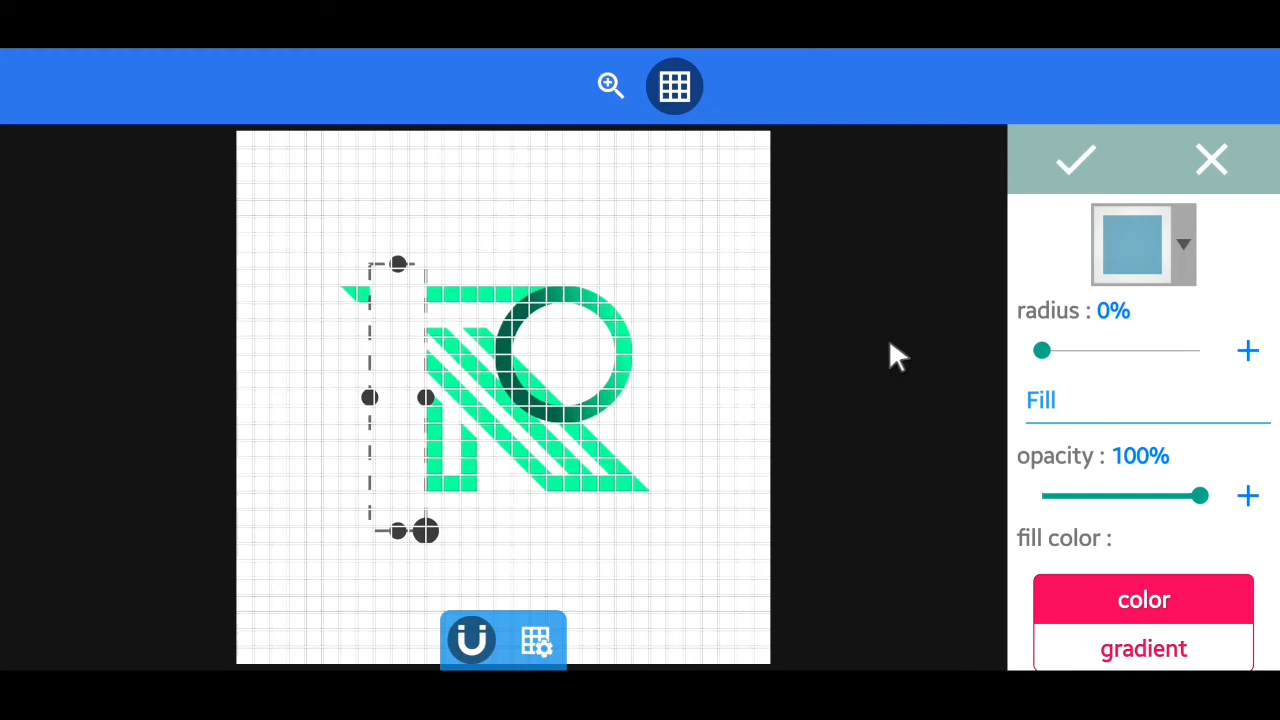 radius : 0%
Fill
opacity : 100%
fill color :
color
gradient